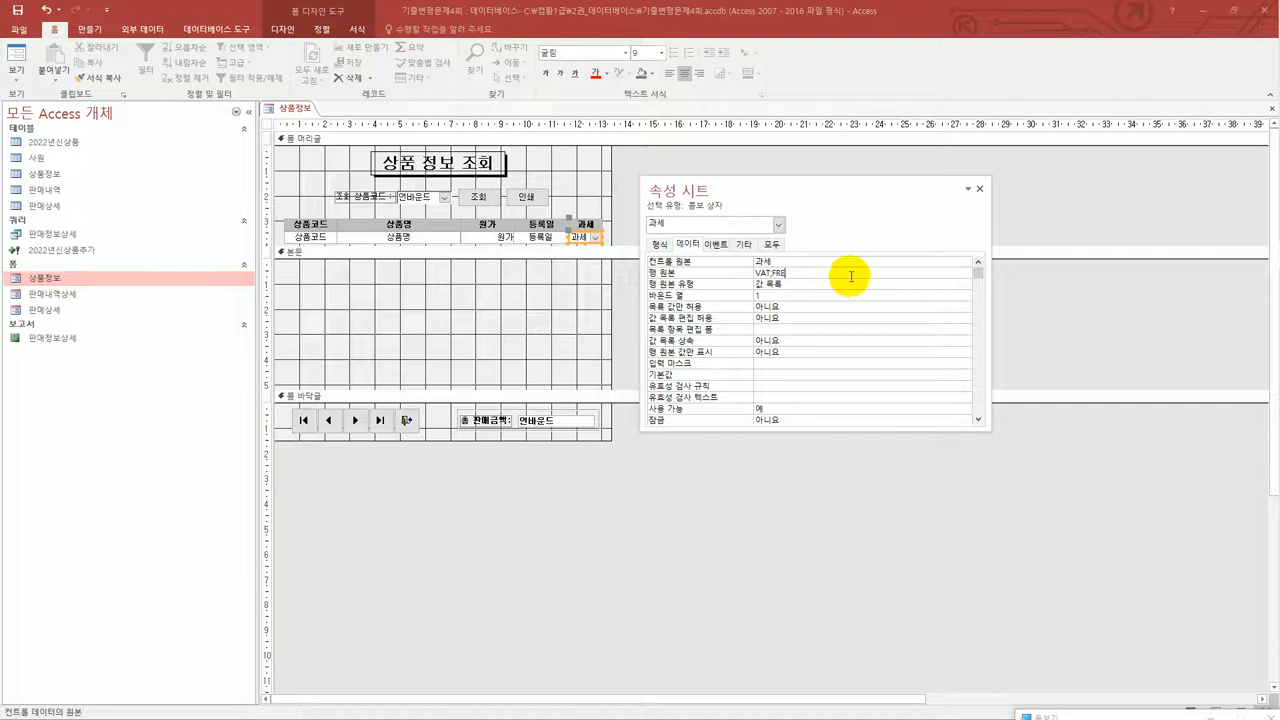 폼 디자인 도구
기출변형문제4회 : 데이터베이스- C:₩컴활1급₩2권_데이터베이스₩기출변형문제4회.accdb (Access 2007 - 2016 파일 형식) - Access
파일 홈 만들기 외부 데이터 데이터베이스 도구 디자인 정렬 서식 수행할 작업을 알려 주세요.
보기 붙여넣기 잘라내기 복사 서식 복사
필터 오름차순 내림차순 정렬 제거 선택 영역 고급 필터 적용/해제
모두 새로 고침 새로 만들기 저장 삭제 요약 맞춤법 검사 기타
찾기 바꾸기 이동 선택
굴림 9
가 가 가 가
보기 클립보드 정렬 및 필터 레코드 찾기 텍스트 서식
모든 Access 개체
테이블
2022년신상품
사원
상품정보
판매내역
판매상세
쿼리
판매정보상세
2022년신상품추가
폼
상품정보
판매내역상세
판매상세
보고서
판매정보상세
상품정보
폼 머리글
상품 정보 조회
조회 상품코드 : 언바운드 조회 인쇄
상품코드 상품명 원가 등록일 과세
상품코드 상품명 원가 등록일 과세
본문
폼 바닥글
총 판매금액: 언바운드
속성 시트
선택 유형: 콤보 상자
과세
형식 데이터 이벤트 기타 모두
컨트롤 원본 과세
행 원본 VAT;FRE
행 원본 유형 값 목록
바운드 열 1
목록 값만 허용 아니요
값 목록 편집 허용 아니요
목록 항목 편집 폼
값 목록 상속 아니요
행 원본 값만 표시 아니요
입력 마스크
기본값
유효성 검사 규칙
유효성 검사 텍스트
사용 가능 예
잠금 아니요
컨트롤 데이터의 원본
돋보기